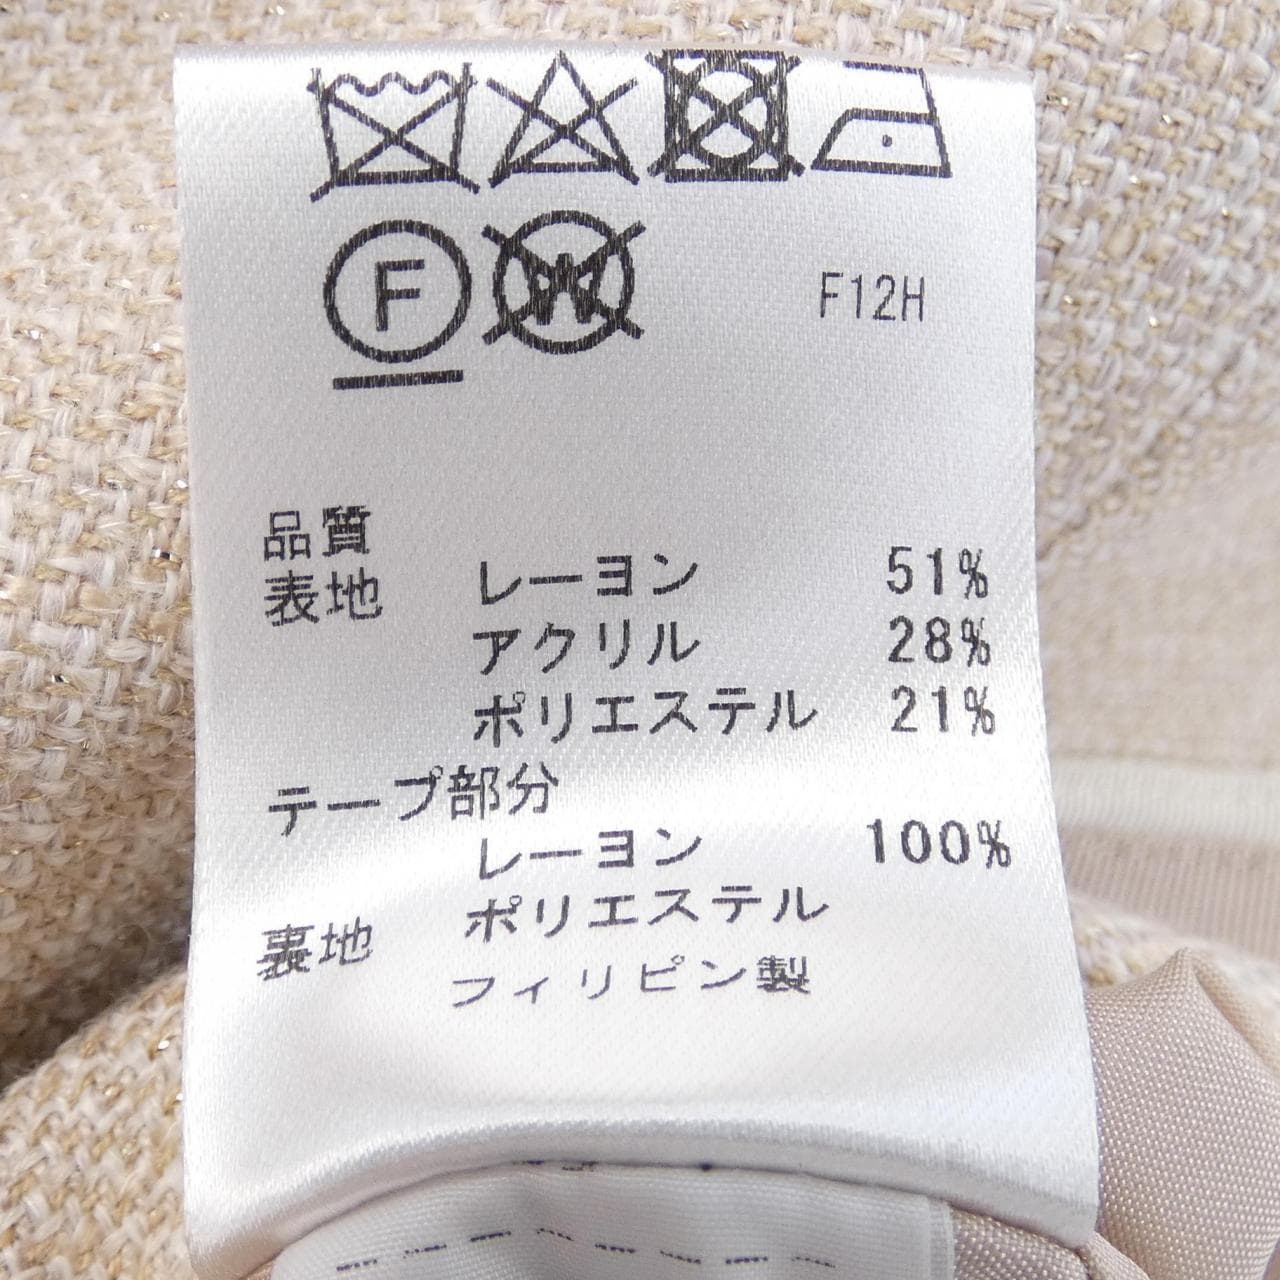 F
W
F12H
品質
表地 レーヨン 51%
アクリル 28%
ポリエステル 21%
テープ部分
レーヨン 100%
裏地 ポリエステル
フィリピン製